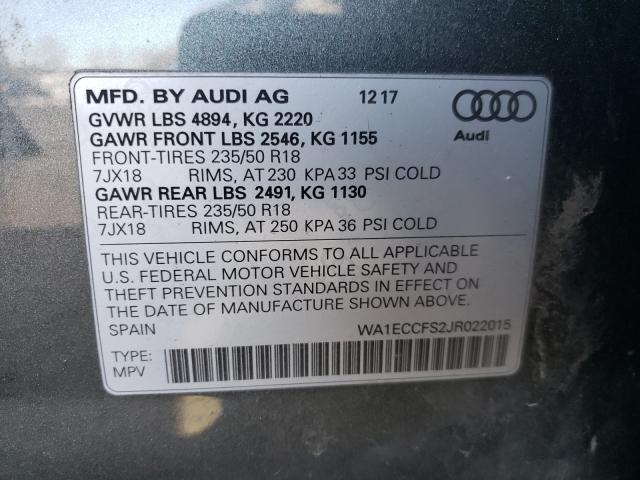 MFD. BY AUDI AG 12 17
GVWR LBS 4894, KG 2220
GAWR FRONT LBS 2546, KG 1155
Audi
FRONT-TIRES 235/50 R18
7JX18 RIMS, AT 230 KPA 33 PSI COLD
GAWR REAR LBS 2491, KG 1130
REAR-TIRES 235/50 R18
7JX18 RIMS, AT 250 KPA 36 PSI COLD
THIS VEHICLE CONFORMS TO ALL APPLICABLE
U.S. FEDERAL MOTOR VEHICLE SAFETY AND
THEFT PREVENTION STANDARDS IN EFFECT ON
THE DATE OF MANUFACTURE SHOWN ABOVE.
SPAIN WA1ECCFS2JR022015
TYPE:
MPV